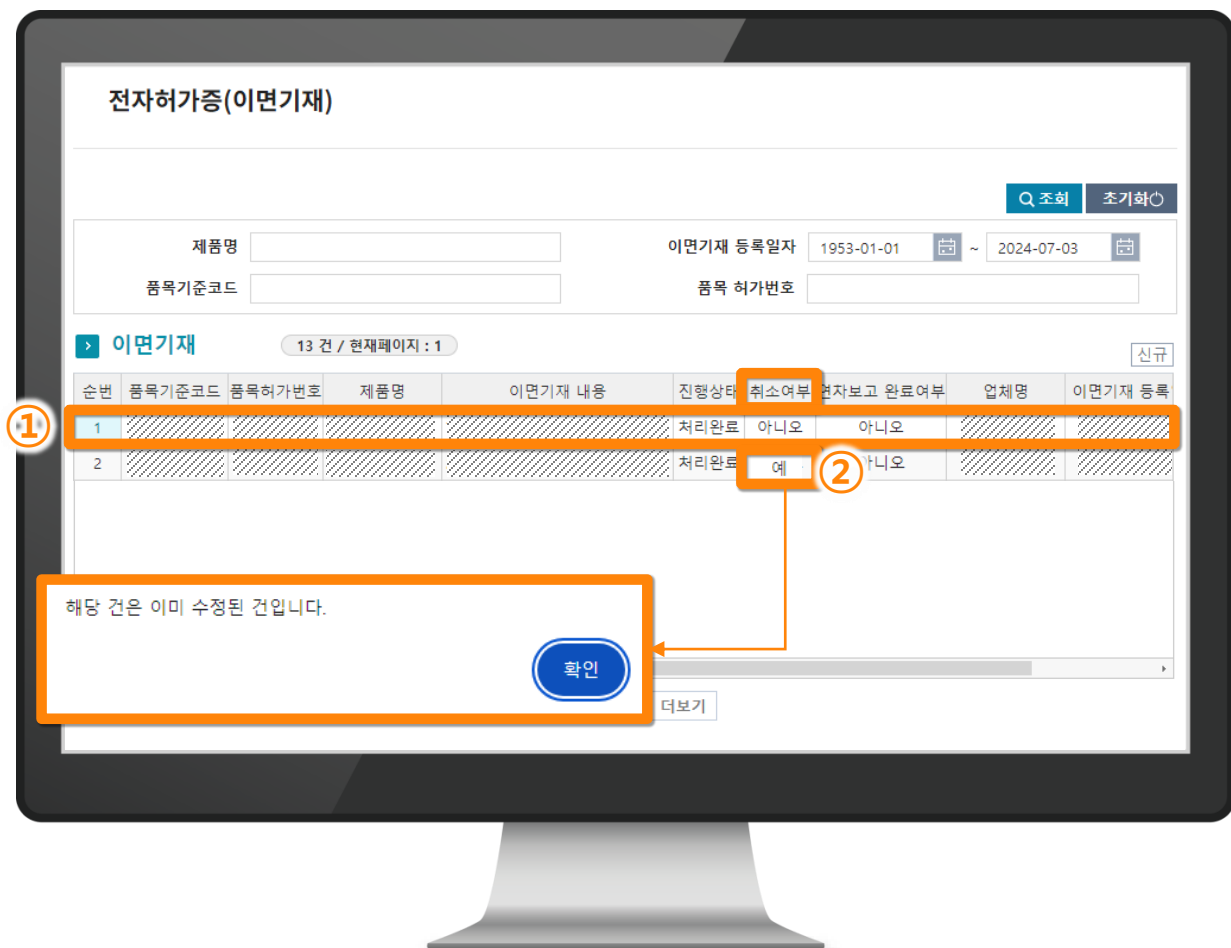 전자허가증(이면기재)
조회 초기화
제품명 이면기재 등록일자 1953-01-01 ~ 2024-07-03
품목기준코드 품목 허가번호
이면기재 13 건 / 현재페이지 : 1
신규
순번 품목기준코드 품목허가번호 제품명 이면기재 내용 진행상태 취소여부 변자보고 완료여부 업체명 이면기재 등록
① 1 처리완료 아니오 아니오
2 처리완료 예 ② 아니오
해당 건은 이미 수정된 건입니다.
확인
더보기